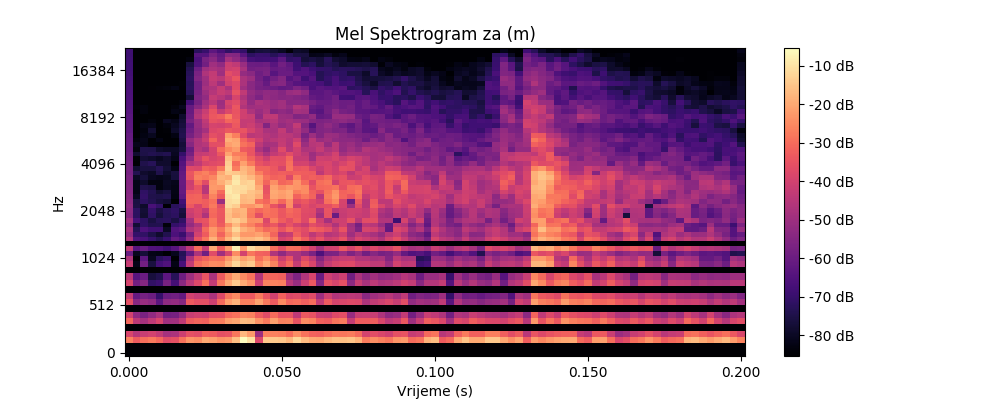 Mel Spektrogram za (m)
Hz
16384
8192
4096
2048
1024
512
0
0.000 0.050 0.100 0.150 0.200
Vrijeme (s)
-10 dB
-20 dB
-30 dB
-40 dB
-50 dB
-60 dB
-70 dB
-80 dB